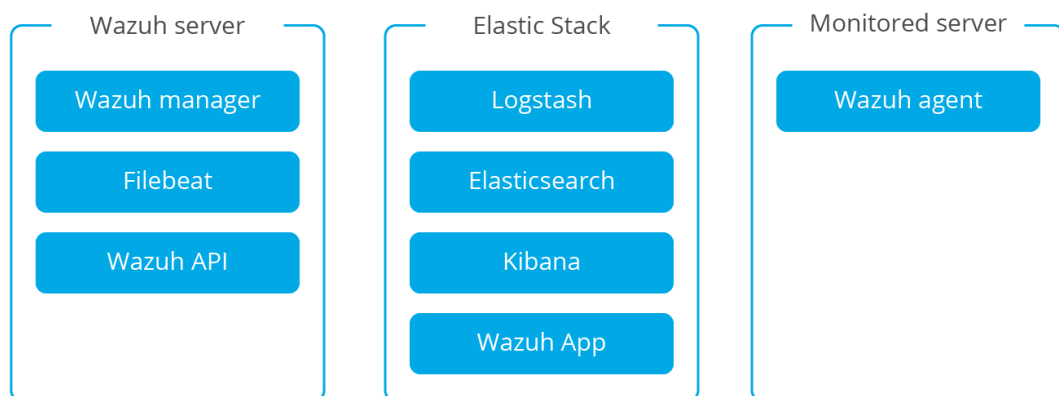 Wazuh server
Wazuh manager
Filebeat
Wazuh API
Elastic Stack
Logstash
Elasticsearch
Kibana
Wazuh App
Monitored server
Wazuh agent